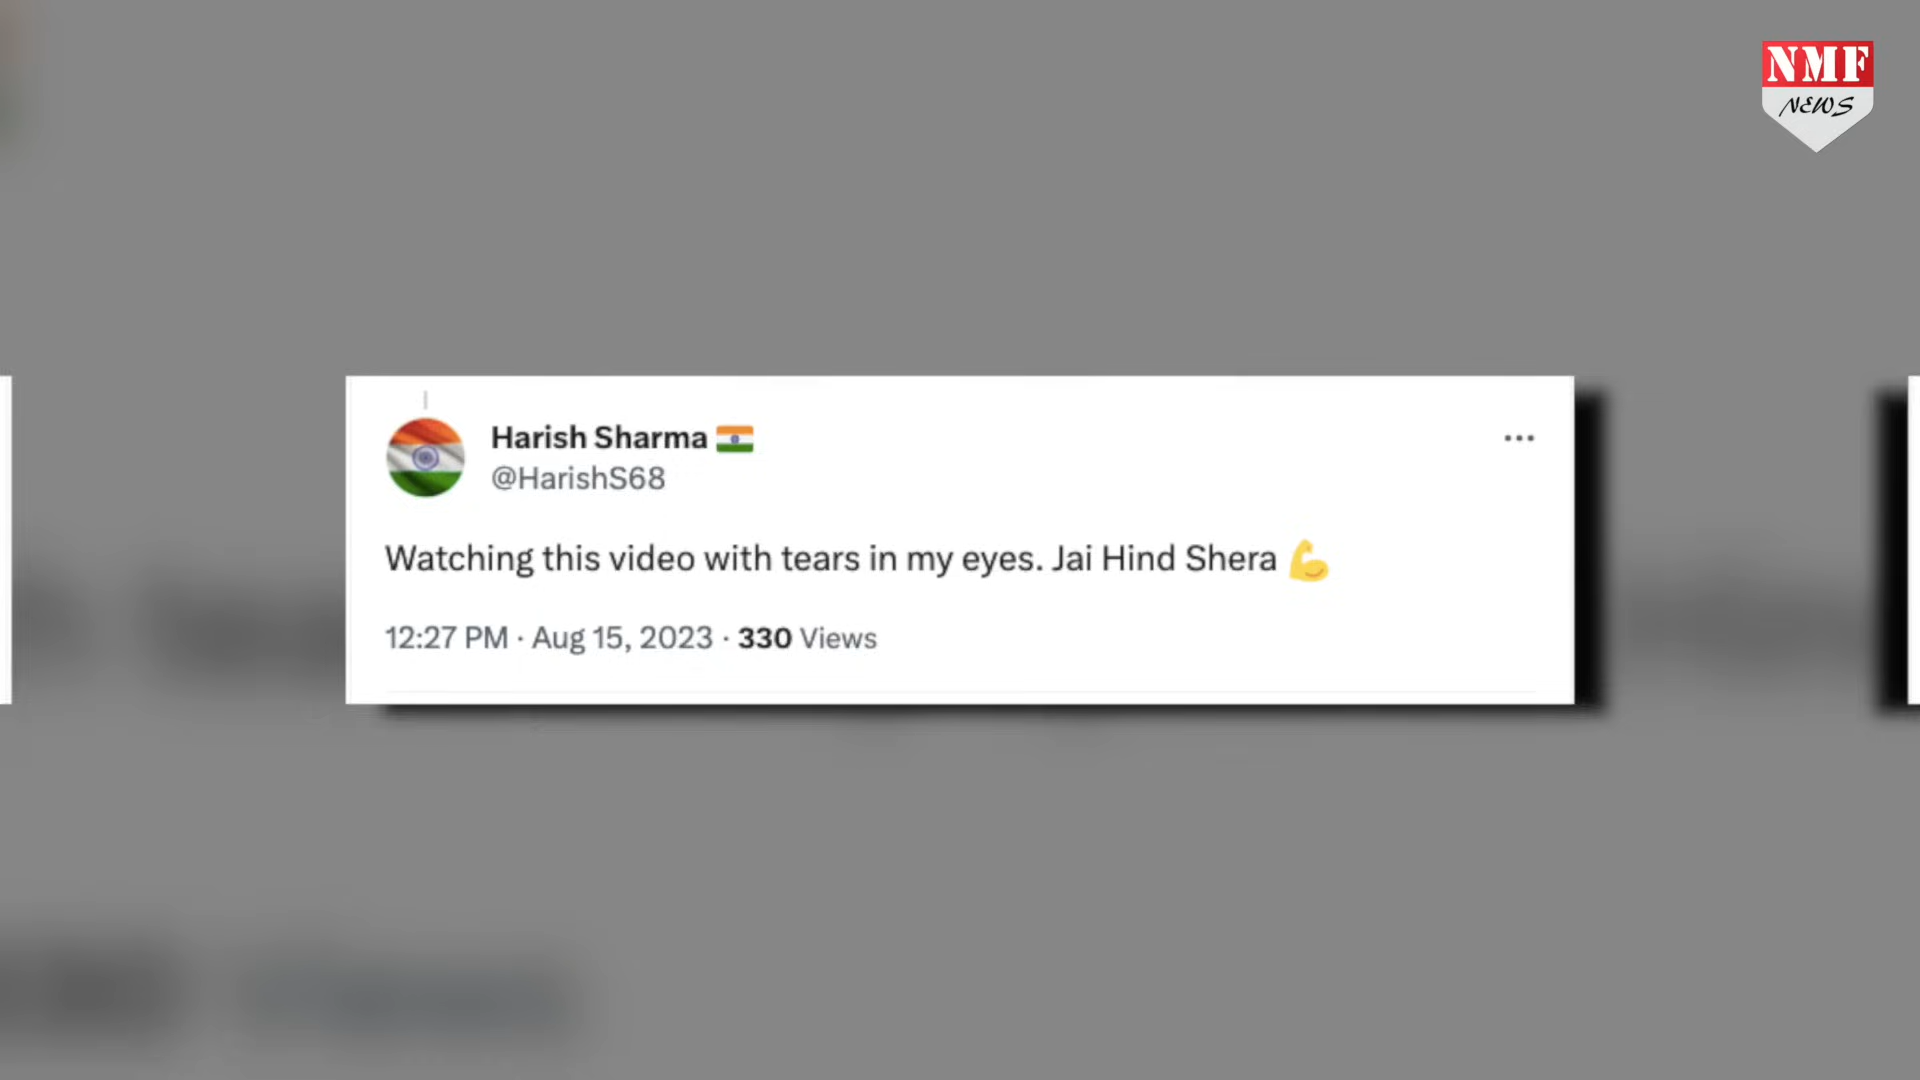 NMF
NEWS
Harish Sharma 🇮🇳
@HarishS68
Watching this video with tears in my eyes. Jai Hind Shera 💪
12:27 PM · Aug 15, 2023 · 330 Views